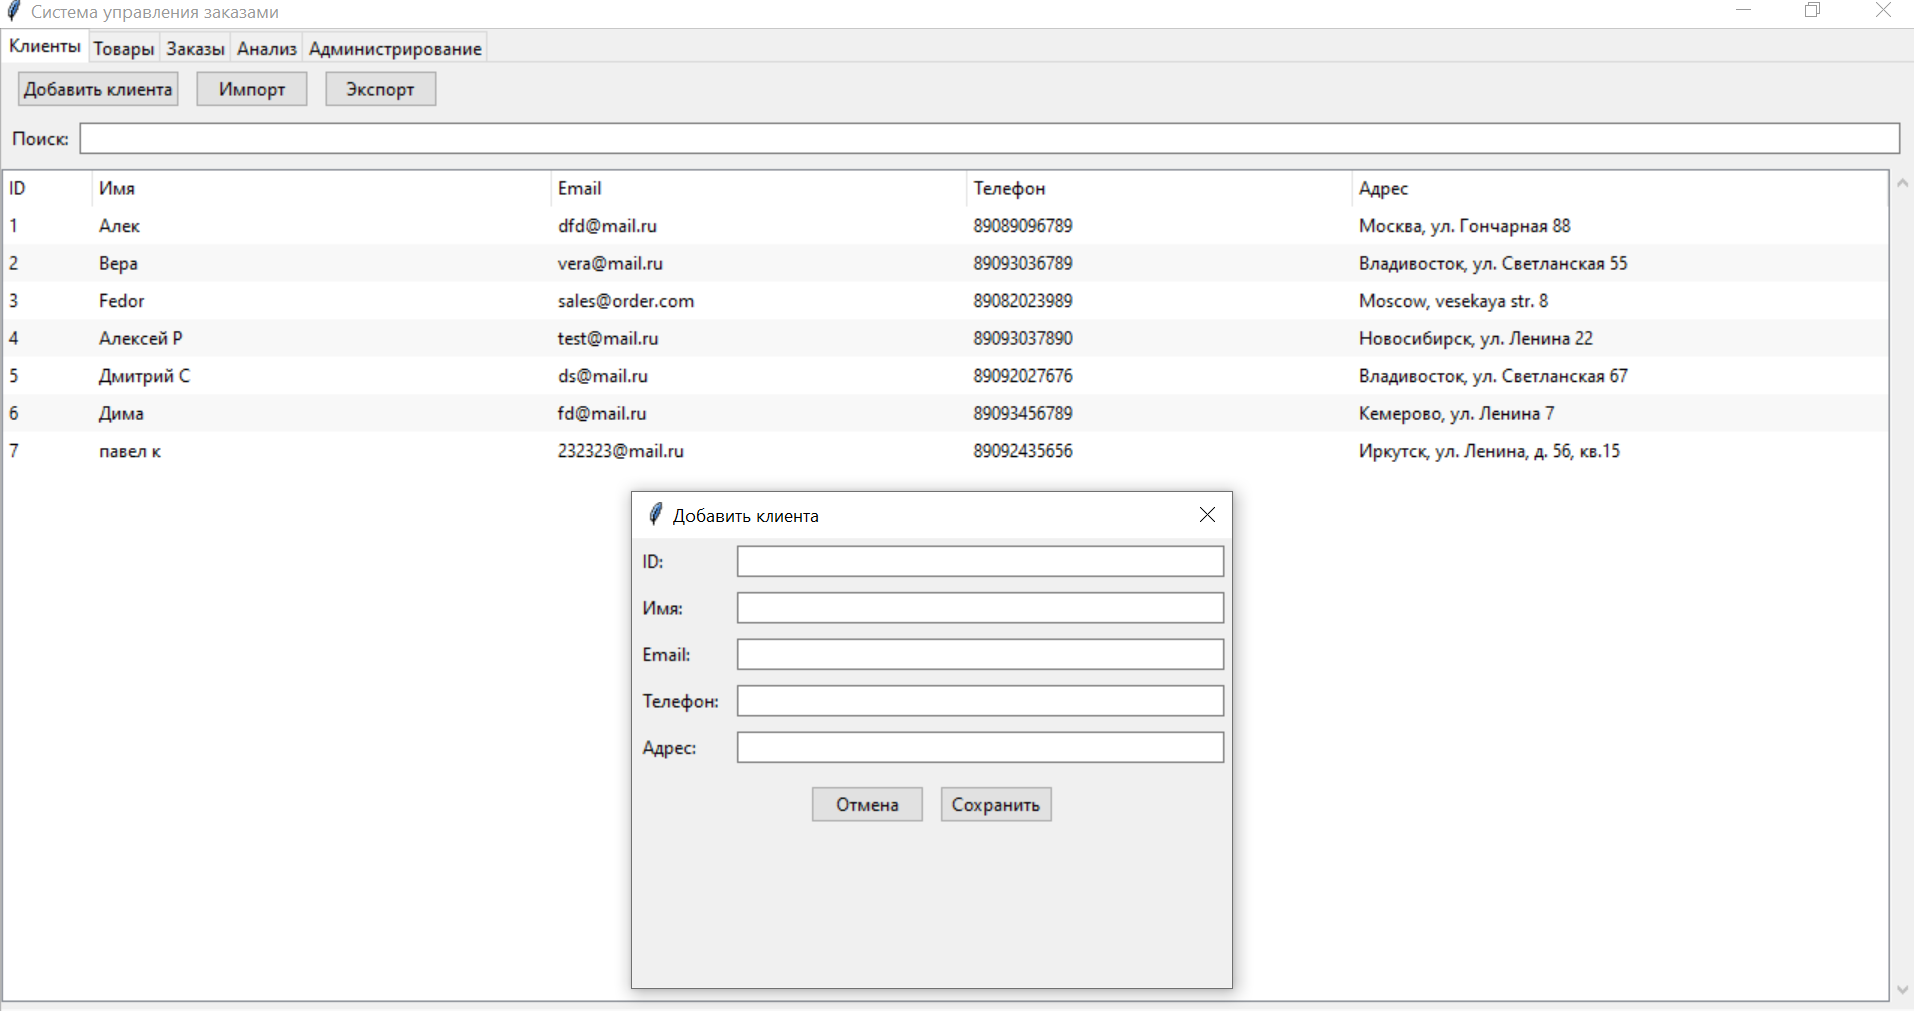 Система управления заказами
Клиенты Товары Заказы Анализ Администрирование
Добавить клиента Импорт Экспорт
Поиск:
ID Имя Email Телефон Адрес
1 Алек dfd@mail.ru 89089096789 Москва, ул. Гончарная 88
2 Вера vera@mail.ru 89093036789 Владивосток, ул. Светланская 55
3 Fedor sales@order.com 89082023989 Moscow, vesekaya str. 8
4 Алексей Р test@mail.ru 89093037890 Новосибирск, ул. Ленина 22
5 Дмитрий С ds@mail.ru 89092027676 Владивосток, ул. Светланская 67
6 Дима fd@mail.ru 89093456789 Кемерово, ул. Ленина 7
7 павел к 232323@mail.ru 89092435656 Иркутск, ул. Ленина, д. 56, кв.15
Добавить клиента
ID:
Имя:
Email:
Телефон:
Адрес:
Отмена Сохранить